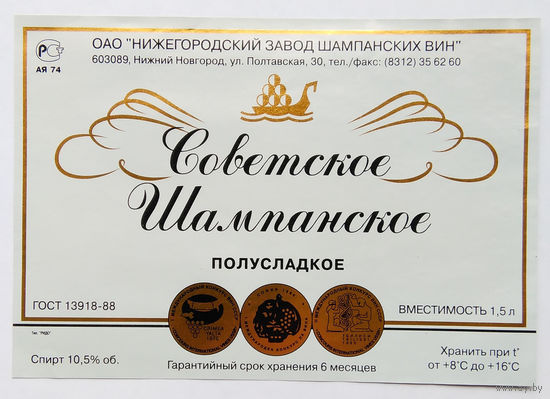 ОАО "НИЖЕГОРОДСКИЙ ЗАВОД ШАМПАНСКИХ ВИН"
603089, Нижний Новгород, ул. Полтавская, 30, тел./факс: (8312) 35 62 60
АЯ 74
Советское
Шампанское
ПОЛУСЛАДКОЕ
ГОСТ 13918-88
ВМЕСТИМОСТЬ 1,5 л
Спирт 10,5% об.
Гарантийный срок хранения 6 месяцев
Хранить при t°
от +8°С до +16°С